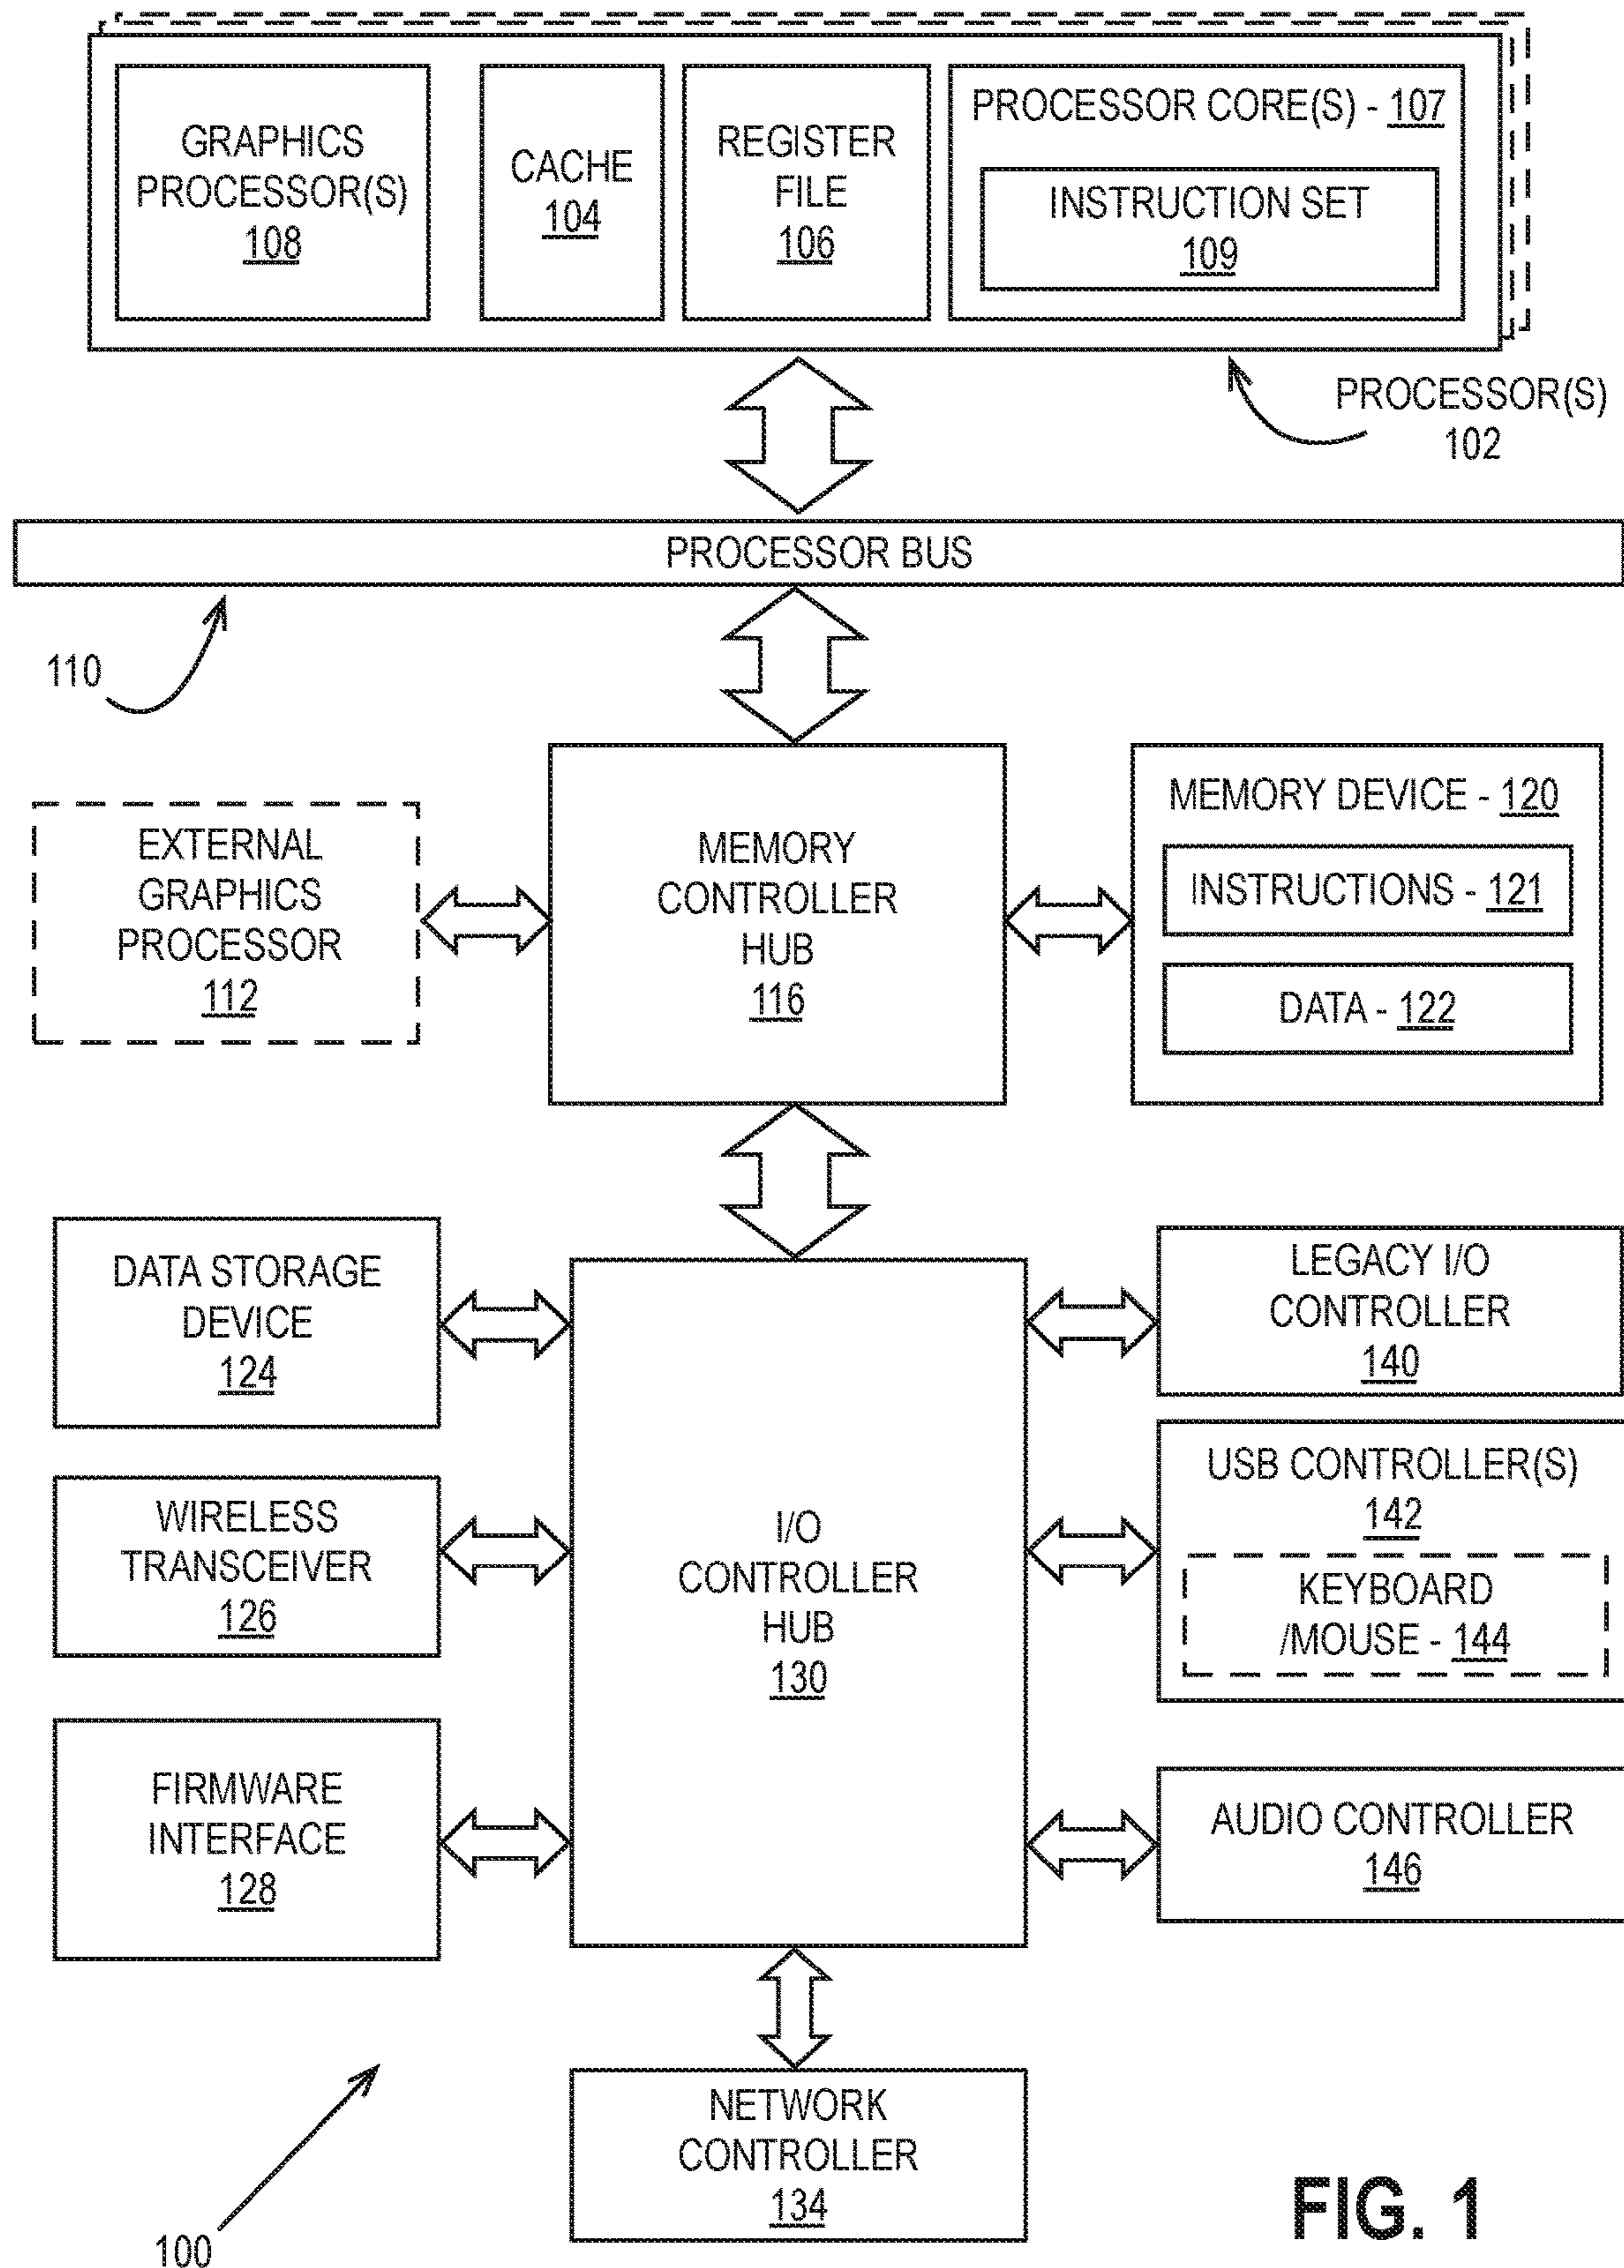 GRAPHICS
PROCESSOR(S)
108
CACHE
104
REGISTER
FILE
106
PROCESSOR CORE(S) - 107
INSTRUCTION SET
109
PROCESSOR(S)
102
PROCESSOR BUS
110
EXTERNAL
GRAPHICS
PROCESSOR
112
MEMORY
CONTROLLER
HUB
116
MEMORY DEVICE - 120
INSTRUCTIONS - 121
DATA - 122
DATA STORAGE
DEVICE
124
WIRELESS
TRANSCEIVER
126
FIRMWARE
INTERFACE
128
I/O
CONTROLLER
HUB
130
LEGACY I/O
CONTROLLER
140
USB CONTROLLER(S)
142
KEYBOARD
/MOUSE - 144
AUDIO CONTROLLER
146
NETWORK
CONTROLLER
134
100
FIG. 1